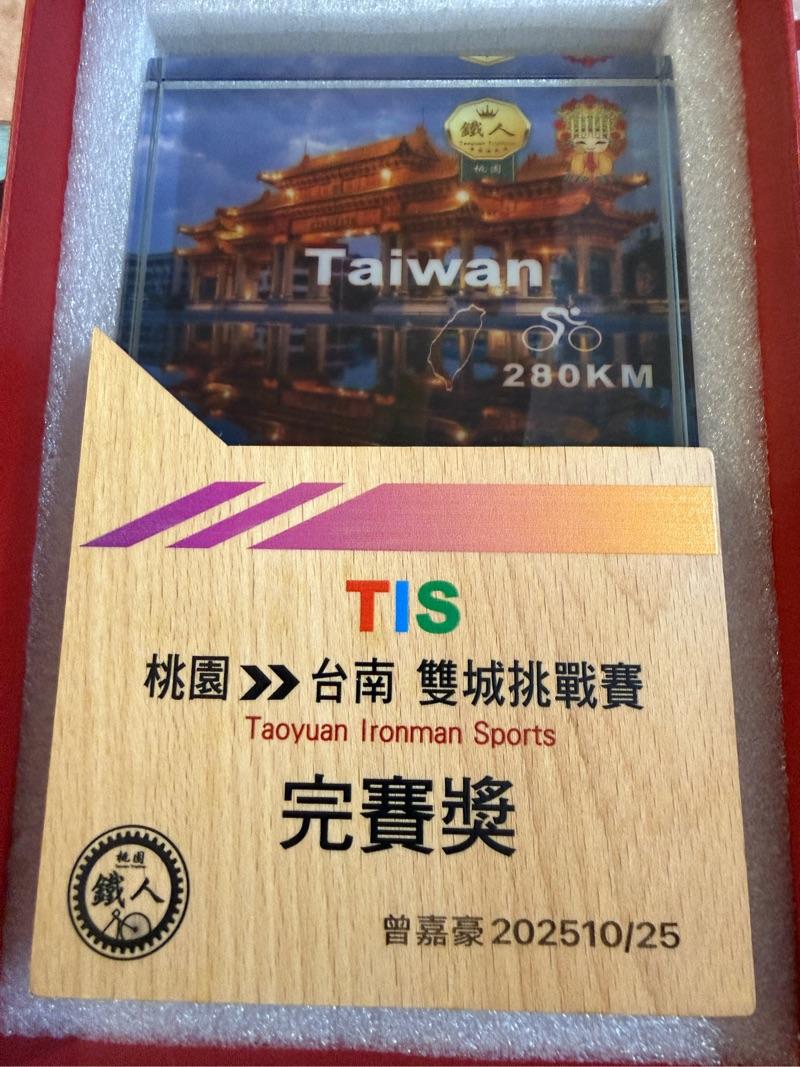 鐵人
桃園
Taiwan
280KM
TIS
桃園 >> 台南 雙城挑戰賽
Taoyuan Ironman Sports
完賽獎
桃園
鐵人
曾嘉豪 202510/25